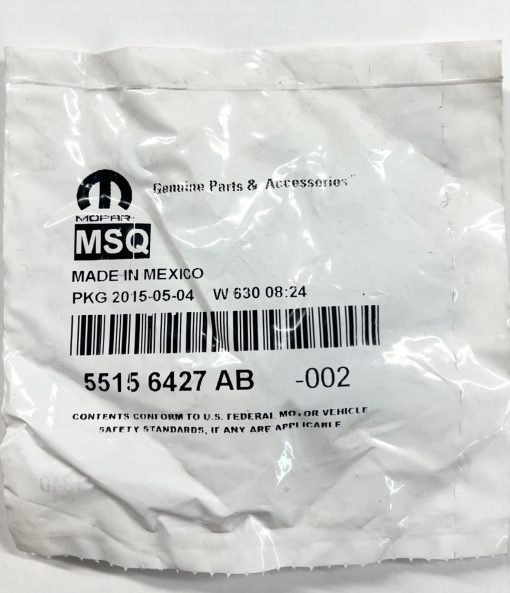 Genuine Parts & Accessories™
MOPAR
MSQ
MADE IN MEXICO
PKG 2015-05-04 W 630 08:24
5515 6427 AB -002
CONTENTS CONFORM TO U.S. FEDERAL MOTOR VEHICLE
SAFETY STANDARDS, IF ANY ARE APPLICABLE